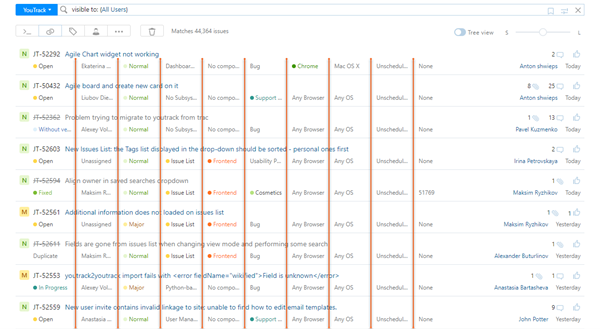 YouTrack visible to: {All Users}
Matches 44,364 issues Tree view S L
N JT-52292 Agile Chart widget not working 2
Open Ekaterina ... Normal Dashboar... No compo... Bug Chrome Mac OS X Unschedul... None Anton shwieps Today
N JT-50432 Agile board and create new card on it 8 25
Open Liubov Die... Normal No Subsys... No compo... Support ... Any Browser Any OS Unschedul... None Anton shwieps Today
N JT-52362 Problem trying to migrate to youtrack from trac 1 13
Without ve... Alexey Vol... Normal No Subsys... No compo... Bug Any Browser Any OS Unschedul... None Pavel Kuzmenko Today
N JT-52603 New Issues List: the Tags list displayed in the drop-down should be sorted - personal ones first 2
Open Unassigned Normal Issue List Frontend Usability P... Any Browser Any OS Unschedul... None Irina Petrovskaya Today
N JT-52594 Align owner in saved searches dropdown 1
Fixed Maksim R... Normal Issue List Frontend Cosmetics Any Browser Any OS Unschedul... 51769 Maksim Ryzhikov Today
M JT-52561 Additional information does not loaded on issues list 1 1
Open Unassigned Major Issue List Frontend Bug Any Browser Any OS Unschedul... None Maksim Ryzhikov Yesterday
N JT-52611 Fields are gone from issues list when changing view mode and performing some search 1
Duplicate Maksim R... Normal Issue List Frontend Bug Any Browser Any OS Unschedul... None Alexander Buturlinov Yesterday
M JT-52553 youtrack2youtrack import fails with <error fieldName="wikified">Field is unknown</error> 1 1
In Progress Alexey Vol... Major Python-ba... No compo... Bug Any Browser Any OS Unschedul... None Anastasia Bartasheva Yesterday
N JT-52559 New user invite contains invalid linkage to site: unable to find how to edit email templates. 9
Open Anastasia ... Normal User Mana... No compo... Support ... Any Browser Any OS Unschedul... None John Potter Yesterday